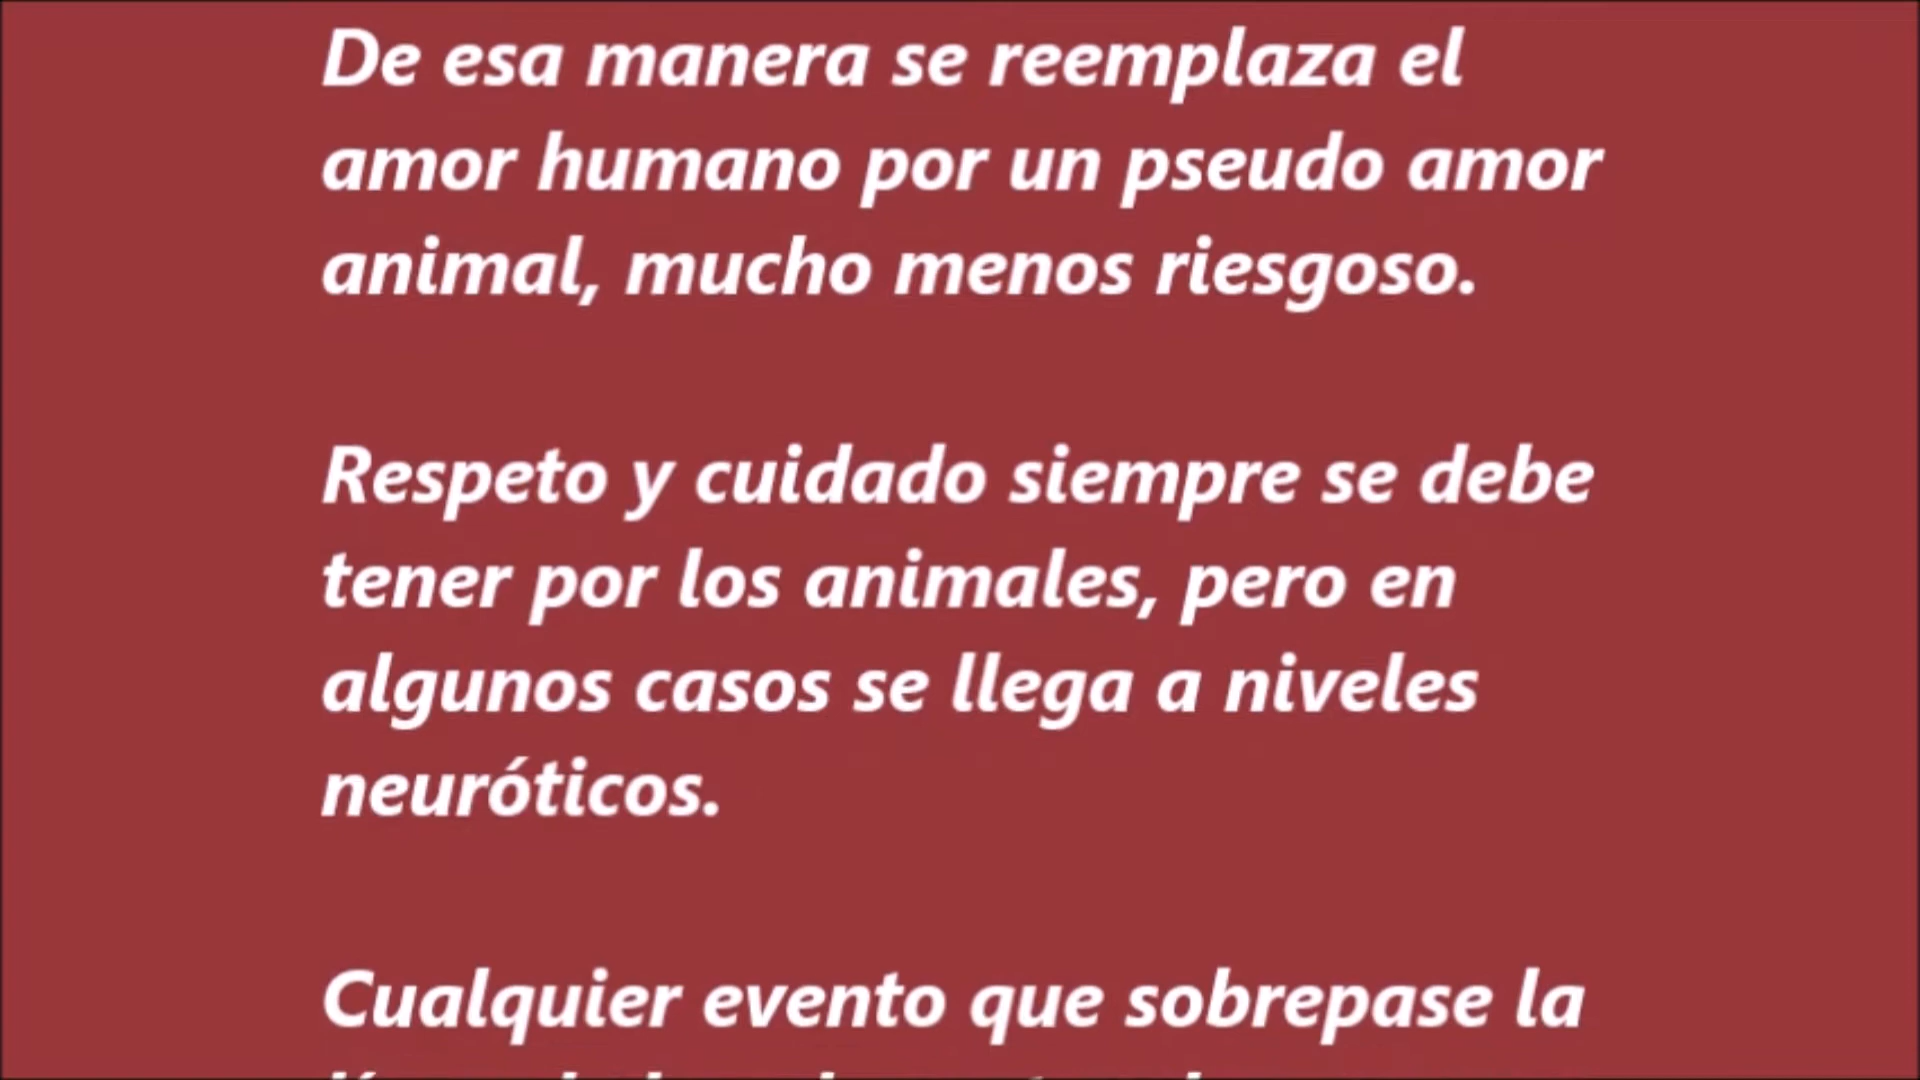 De esa manera se reemplaza el
amor humano por un pseudo amor
animal, mucho menos riesgoso.
Respeto y cuidado siempre se debe
tener por los animales, pero en
algunos casos se llega a niveles
neuróticos.
Cualquier evento que sobrepase la